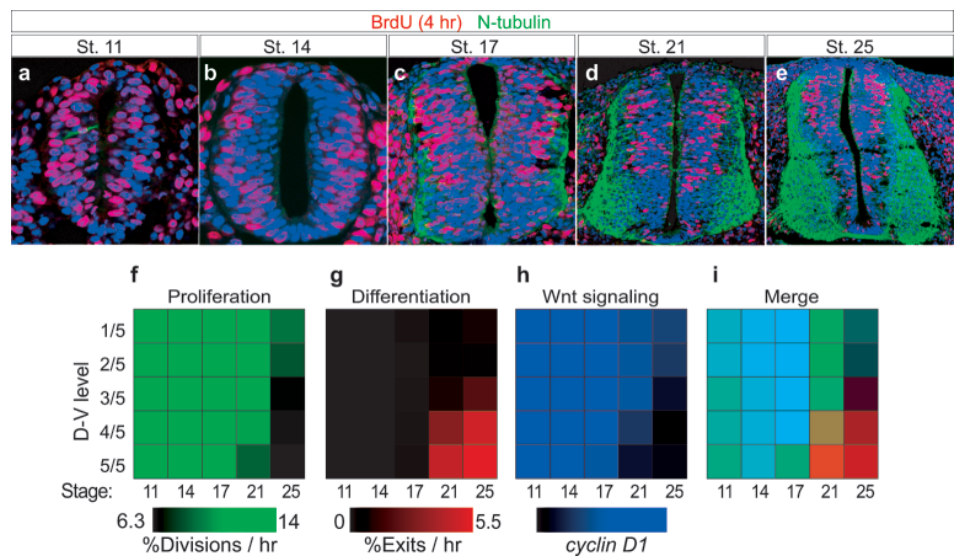 BrdU (4 hr) N-tubulin
St. 11 St. 14 St. 17 St. 21 St. 25
a b c d e
f g h i
Proliferation Differentiation Wnt signaling Merge
D-V level
1/5
2/5
3/5
4/5
5/5
Stage: 11 14 17 21 25 11 14 17 21 25 11 14 17 21 25 11 14 17 21 25
6.3 14 0 5.5
%Divisions / hr %Exits / hr cyclin D1